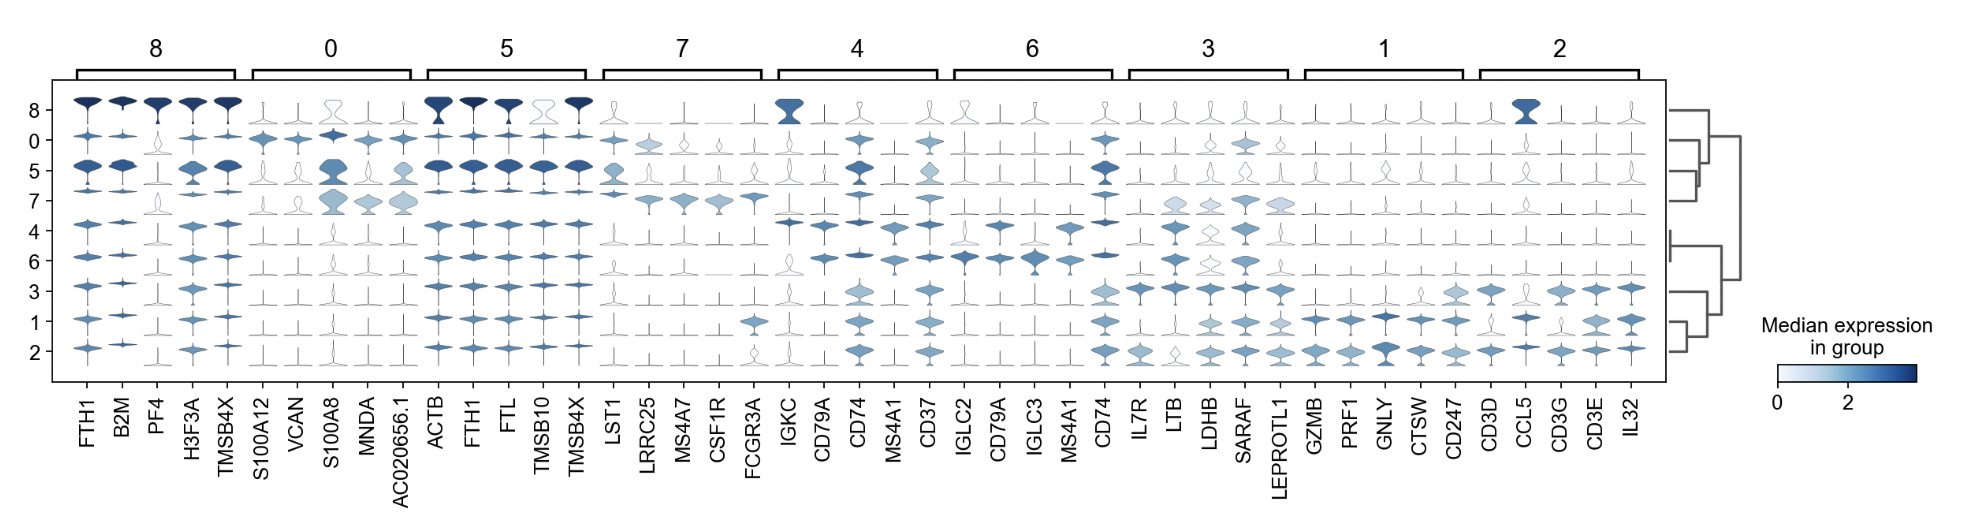 8 0 5 7 4 6 3 1 2
8
0
5
7
4
6
3
1
2
Median expression
in group
0 2
FTH1 B2M PF4 H3F3A TMSB4X S100A12 VCAN S100A8 MNDA AC020656.1 ACTB FTH1 FTL TMSB10 TMSB4X LST1 LRRC25 MS4A7 CSF1R FCGR3A IGKC CD79A CD74 MS4A1 CD37 IGLC2 CD79A IGLC3 MS4A1 CD74 IL7R LTB LDHB SARAF LEPROTL1 GZMB PRF1 GNLY CTSW CD247 CD3D CCL5 CD3G CD3E IL32